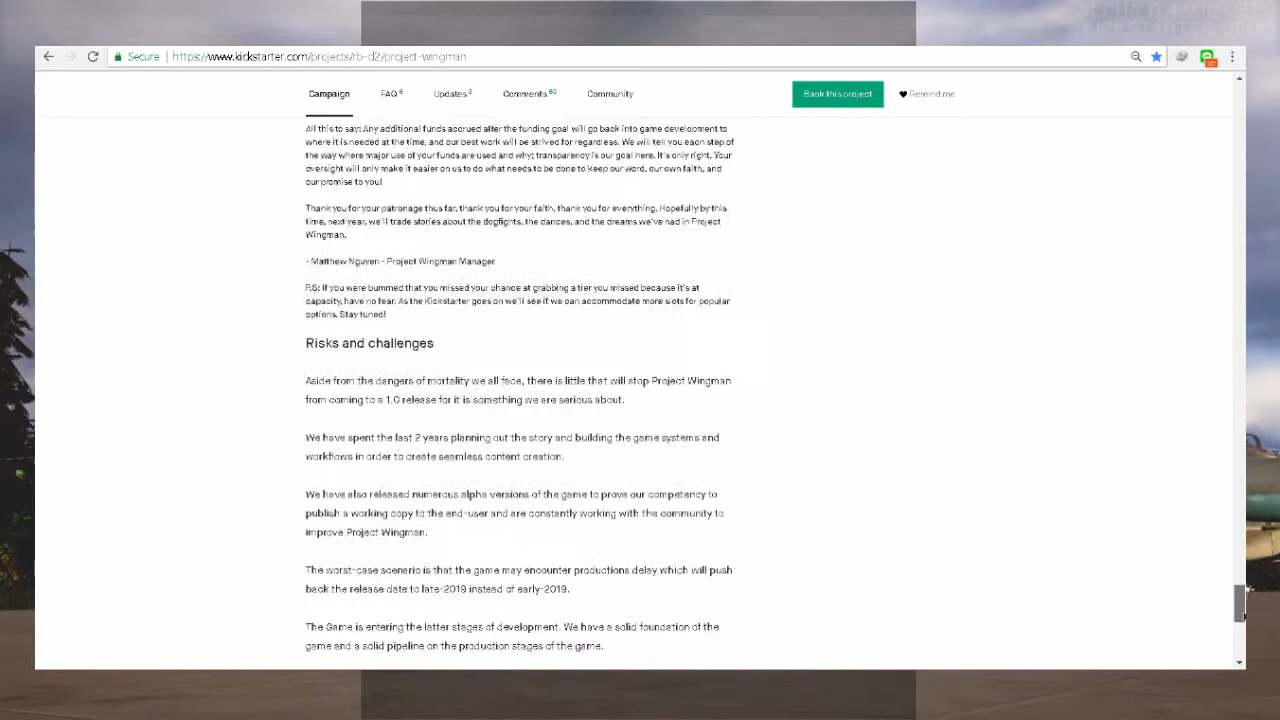 ALPHA 0.4 FOR USERS
KICKSTARTER DEMO
Secure https://www.kickstarter.com/projects/rb-d2/project-wingman
Campaign FAQ 6 Updates 2 Comments 60 Community Back this project Remind me
All this to say: Any additional funds accrued after the funding goal will go back into game development to
where it is needed at the time, and our best work will be strived for regardless. We will tell you each step of
the way where major use of your funds are used and why; transparency is our goal here. It's only right. Your
oversight will only make it easier on us to do what needs to be done to keep our word, our own faith, and
our promise to you!
Thank you for your patronage thus far, thank you for your faith, thank you for everything. Hopefully by this
time, next year, we'll trade stories about the dogfights, the dances, and the dreams we've had in Project
Wingman.
- Matthew Nguyen - Project Wingman Manager
P.S: If you were bummed that you missed your chance at grabbing a tier you missed because it's at
capacity, have no fear. As the Kickstarter goes on we'll see if we can accommodate more slots for popular
options. Stay tuned!
Risks and challenges
Aside from the dangers of mortality we all face, there is little that will stop Project Wingman
from coming to a 1.0 release for it is something we are serious about.
We have spent the last 2 years planning out the story and building the game systems and
workflows in order to create seamless content creation.
We have also released numerous alpha versions of the game to prove our competency to
publish a working copy to the end-user and are constantly working with the community to
improve Project Wingman.
The worst-case scenario is that the game may encounter productions delay which will push
back the release date to late-2019 instead of early-2019.
The Game is entering the latter stages of development. We have a solid foundation of the
game and a solid pipeline on the production stages of the game.